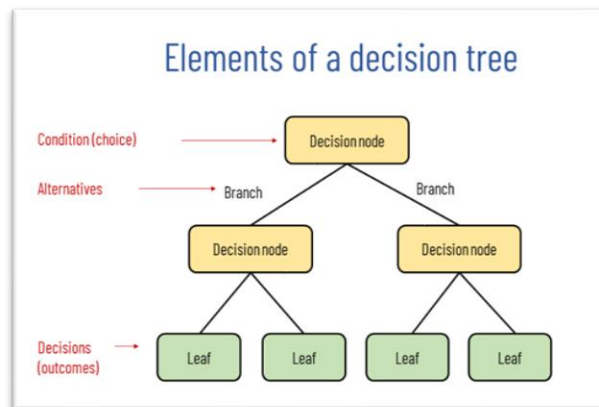 Elements of a decision tree
Condition (choice)
Decision node
Alternatives
Branch
Branch
Decision node
Decision node
Decisions
(outcomes)
Leaf
Leaf
Leaf
Leaf